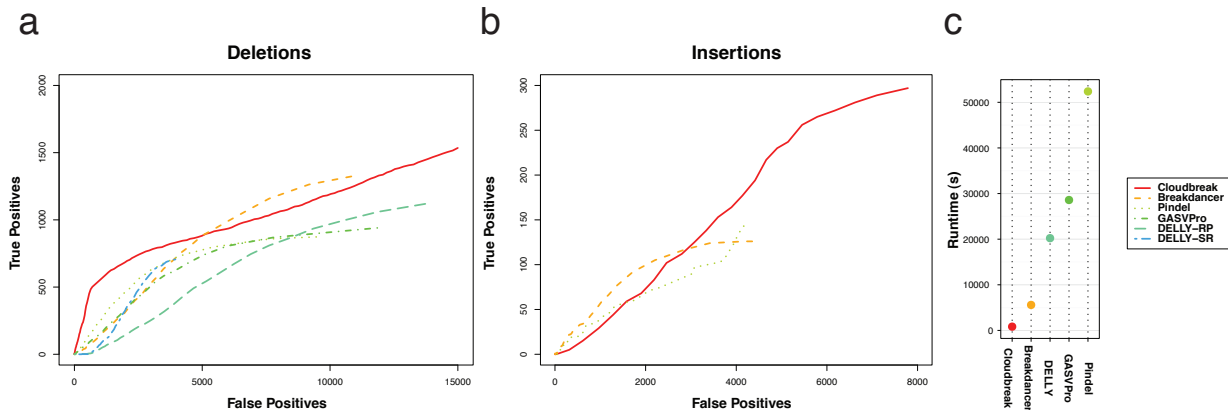 a
Deletions
2000
1500
1000
500
0
True Positives
0
5000
10000
15000
False Positives
b
Insertions
300
250
200
150
100
50
0
True Positives
0
2000
4000
6000
8000
False Positives
c
50000
40000
30000
20000
10000
0
Runtime (s)
Cloudbreak
Breakdancer
DELLY
GASVPro
Pindel
Cloudbreak
Breakdancer
Pindel
GASVPro
DELLY-RP
DELLY-SR